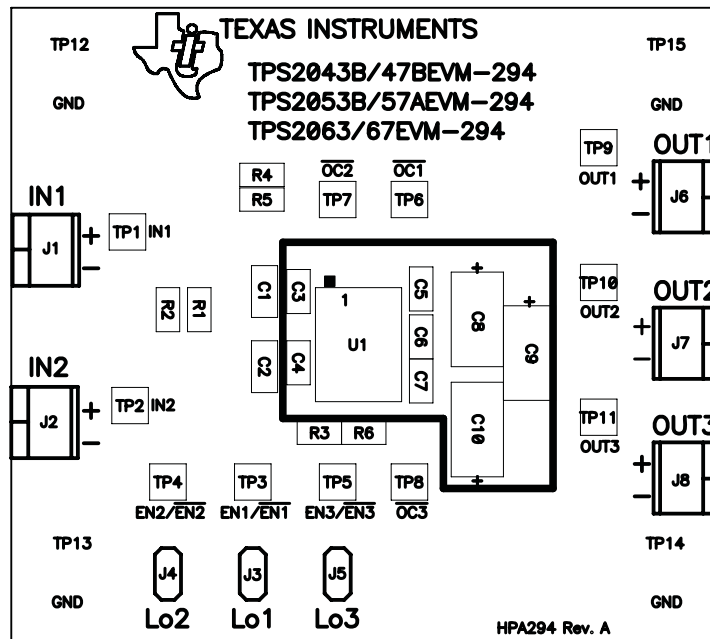 TP12
TEXAS INSTRUMENTS
TP15
GND
TPS2043B/47BEVM-294
TPS2053B/57AEVM-294
TPS2063/67EVM-294
GND
TP9
OUT1
OUT1
+
-
J6
R4
R5
OC2
TP7
OC1
TP6
IN1
J1
+
-
TP1
IN1
R2
R1
C1
C3
1
U1
C5
C6
C7
C2
C4
+
C8
+
C9
C10
+
TP10
OUT2
OUT2
+
-
J7
IN2
J2
+
-
TP2
IN2
R3
R6
TP11
OUT3
OUT3
+
-
J8
TP4
TP3
TP5
TP8
EN2/EN2
EN1/EN1
EN3/EN3
OC3
TP13
J4
J3
J5
TP14
GND
Lo2
Lo1
Lo3
GND
HPA294 Rev. A